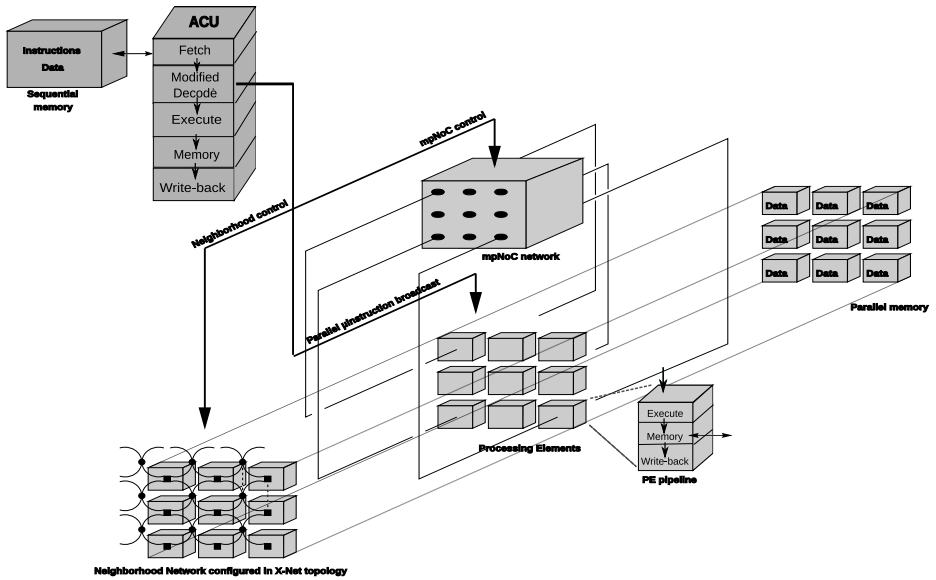 ACU
Instructions
Data
Sequential
memory
Fetch
Modified
Decode
Execute
Memory
Write-back
mpNoC control
Neighborhood control
mpNoC network
Parallel µinstruction broadcast
Data Data Data
Data Data Data
Data Data Data
Parallel memory
Processing Elements
Execute
Memory
Write-back
PE pipeline
Neighborhood Network configured in X-Net topology